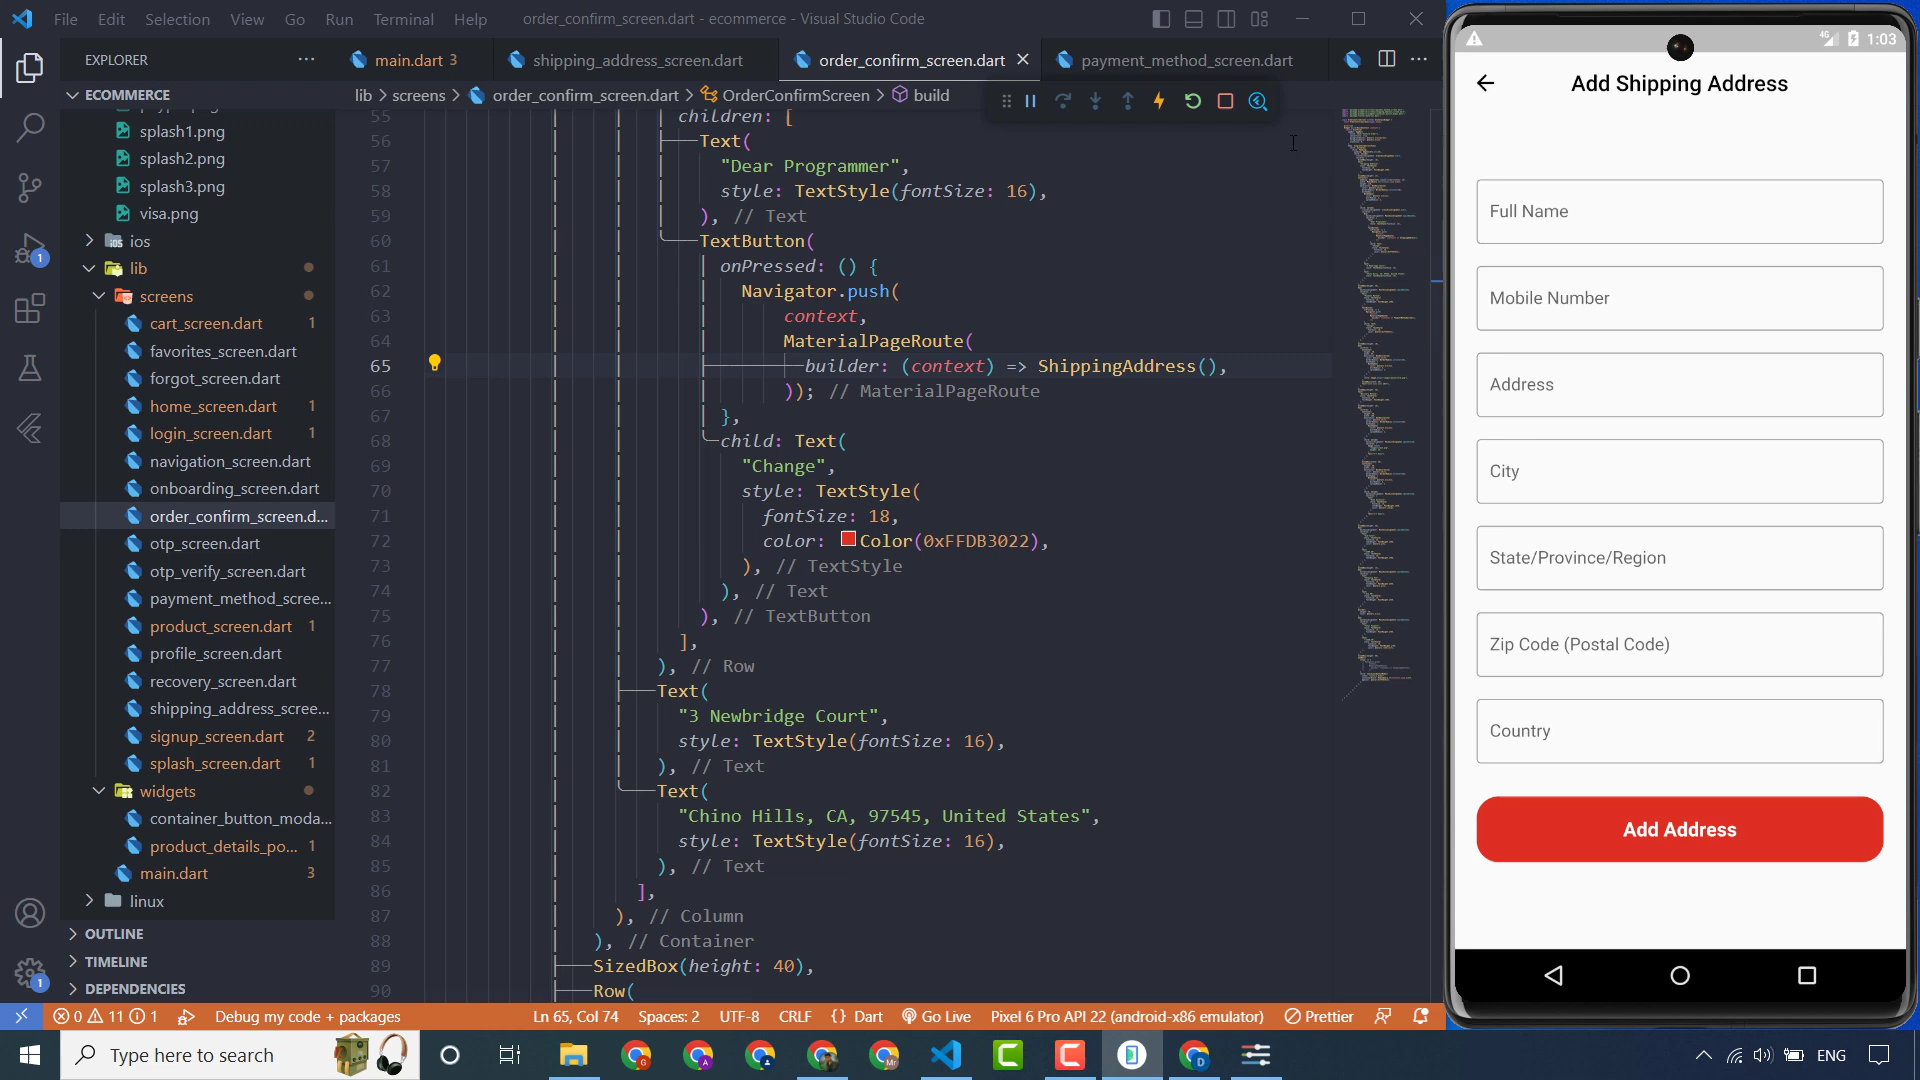 File Edit Selection View Go Run Terminal Help
order_confirm_screen.dart - ecommerce - Visual Studio Code
EXPLORER
main.dart 3
shipping_address_screen.dart
order_confirm_screen.dart
payment_method_screen.dart
ECOMMERCE
splash1.png
splash2.png
splash3.png
visa.png
ios
lib
screens
cart_screen.dart 1
favorites_screen.dart
forgot_screen.dart
home_screen.dart 1
login_screen.dart 1
navigation_screen.dart
onboarding_screen.dart
order_confirm_screen.d...
otp_screen.dart
otp_verify_screen.dart
payment_method_scree...
product_screen.dart 1
profile_screen.dart
recovery_screen.dart
shipping_address_scree...
signup_screen.dart 2
splash_screen.dart 1
widgets
container_button_moda...
product_details_po... 1
main.dart 3
linux
OUTLINE
TIMELINE
DEPENDENCIES
1
1
lib > screens > order_confirm_screen.dart > OrderConfirmScreen > build
55 children: [
56 Text(
57 "Dear Programmer",
58 style: TextStyle(fontSize: 16),
59 ), // Text
60 TextButton(
61 onPressed: () {
62 Navigator.push(
63 context,
64 MaterialPageRoute(
65 builder: (context) => ShippingAddress(),
66 )); // MaterialPageRoute
67 },
68 child: Text(
69 "Change",
70 style: TextStyle(
71 fontSize: 18,
72 color: Color(0xFFDB3022),
73 ), // TextStyle
74 ), // Text
75 ), // TextButton
76 ],
77 ), // Row
78 Text(
79 "3 Newbridge Court",
80 style: TextStyle(fontSize: 16),
81 ), // Text
82 Text(
83 "Chino Hills, CA, 97545, United States",
84 style: TextStyle(fontSize: 16),
85 ), // Text
86 ],
87 ), // Column
88 ), // Container
89 SizedBox(height: 40),
90 Row(
4G 1:03
Add Shipping Address
Full Name
Mobile Number
Address
City
State/Province/Region
Zip Code (Postal Code)
Country
Add Address
0 11 1 Debug my code + packages
Ln 65, Col 74 Spaces: 2 UTF-8 CRLF {} Dart Go Live Pixel 6 Pro API 22 (android-x86 emulator) Prettier
Type here to search
ENG